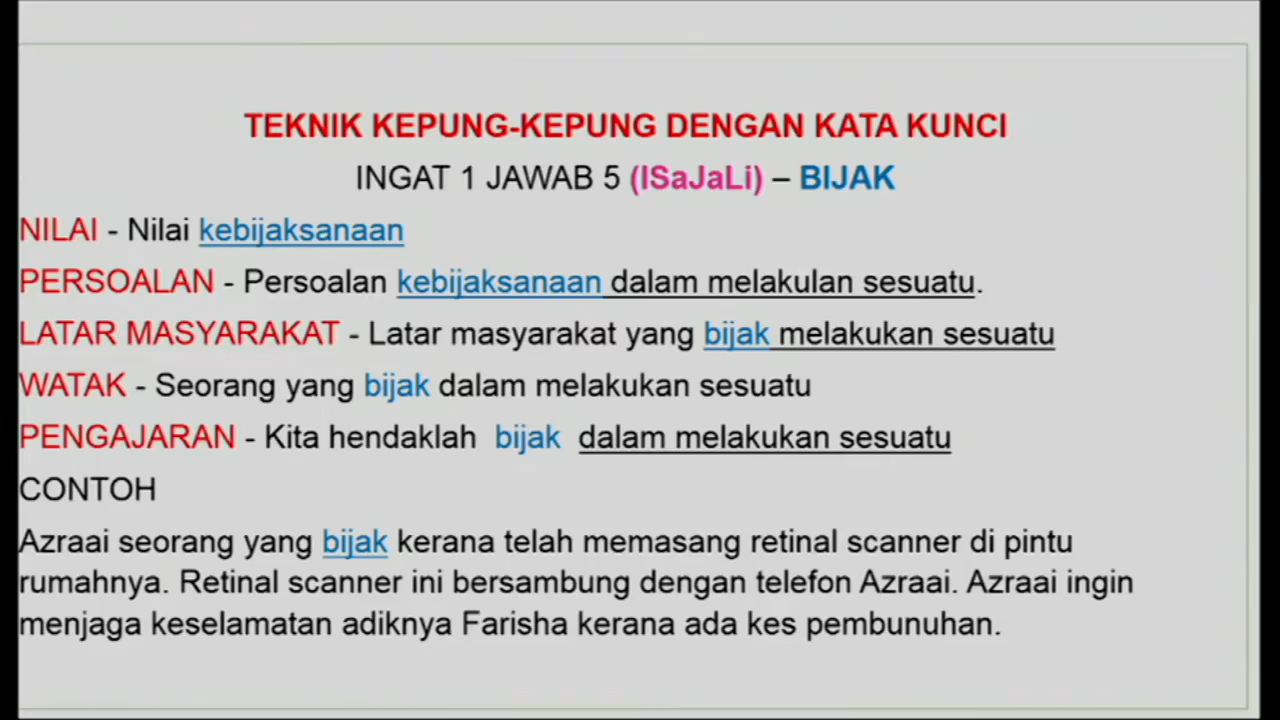 TEKNIK KEPUNG-KEPUNG DENGAN KATA KUNCI
INGAT 1 JAWAB 5 (ISaJaLi) – BIJAK
NILAI - Nilai kebijaksanaan
PERSOALAN - Persoalan kebijaksanaan dalam melakulan sesuatu.
LATAR MASYARAKAT - Latar masyarakat yang bijak melakukan sesuatu
WATAK - Seorang yang bijak dalam melakukan sesuatu
PENGAJARAN - Kita hendaklah bijak dalam melakukan sesuatu
CONTOH
Azraai seorang yang bijak kerana telah memasang retinal scanner di pintu
rumahnya. Retinal scanner ini bersambung dengan telefon Azraai. Azraai ingin
menjaga keselamatan adiknya Farisha kerana ada kes pembunuhan.